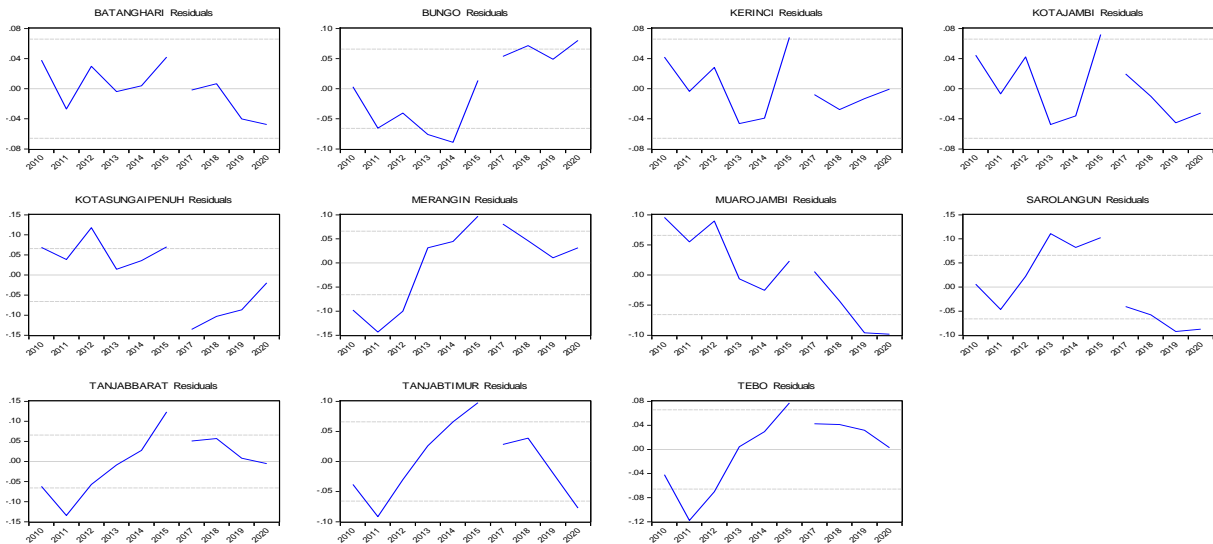 BATANGHARI Residuals
.08
.04
.00
-.04
-.08
2010 2011 2012 2013 2014 2015 2017 2018 2019 2020
BUNGO Residuals
.10
.05
.00
-.05
-.10
2010 2011 2012 2013 2014 2015 2017 2018 2019 2020
KERINCI Residuals
.08
.04
.00
-.04
-.08
2010 2011 2012 2013 2014 2015 2017 2018 2019 2020
KOTAJAMBI Residuals
.08
.04
.00
-.04
-.08
2010 2011 2012 2013 2014 2015 2017 2018 2019 2020
KOTASUNGAIPENUH Residuals
.15
.10
.05
.00
-.05
-.10
-.15
2010 2011 2012 2013 2014 2015 2017 2018 2019 2020
MERANGIN Residuals
.10
.05
.00
-.05
-.10
-.15
2010 2011 2012 2013 2014 2015 2017 2018 2019 2020
MUAROJAMBI Residuals
.10
.05
.00
-.05
-.10
2010 2011 2012 2013 2014 2015 2017 2018 2019 2020
SAROLANGUN Residuals
.15
.10
.05
.00
-.05
-.10
2010 2011 2012 2013 2014 2015 2017 2018 2019 2020
TANJABBARAT Residuals
.15
.10
.05
.00
-.05
-.10
-.15
2010 2011 2012 2013 2014 2015 2017 2018 2019 2020
TANJABTIMUR Residuals
.10
.05
.00
-.05
-.10
2010 2011 2012 2013 2014 2015 2017 2018 2019 2020
TEBO Residuals
.08
.04
.00
-.04
-.08
-.12
2010 2011 2012 2013 2014 2015 2017 2018 2019 2020